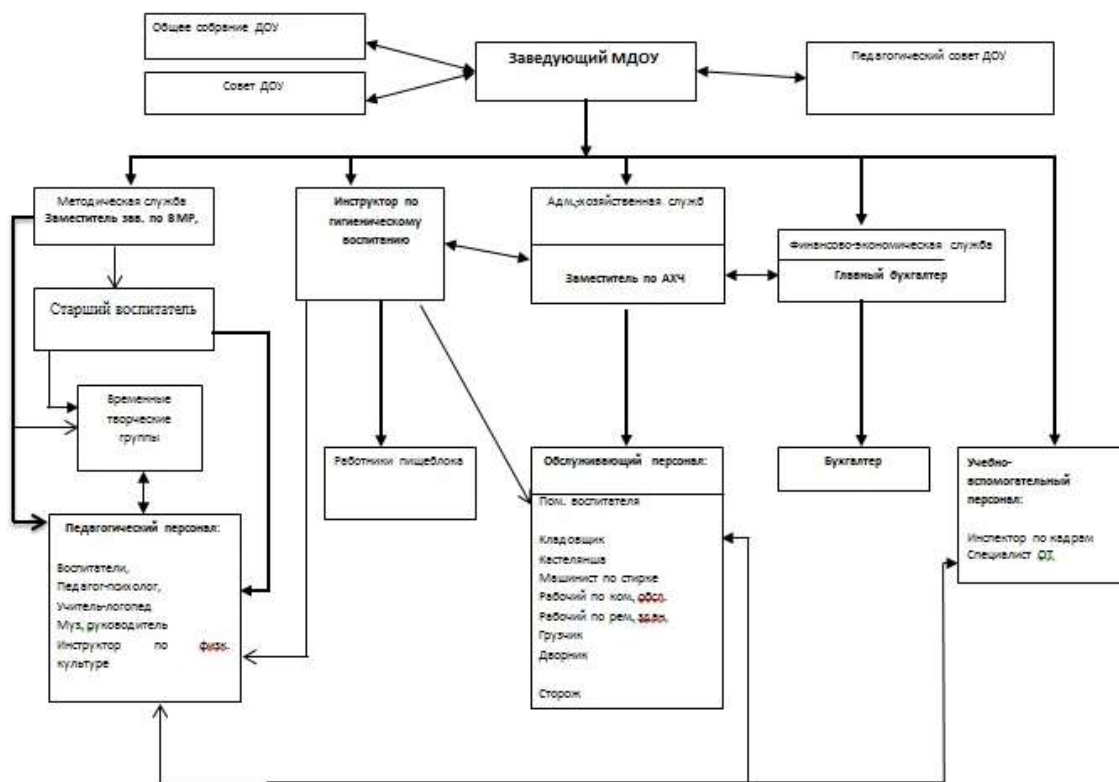 Общее собрание ДОУ
Заведующий МДОУ
Педагогический совет ДОУ
Совет ДОУ
Методическая служба
Заместитель зав. по ВМР,
Инструктор по
гигиеническому
воспитанию
Адм,-хозяйственная служб
Заместитель по АХЧ
Финансово-экономическая служба
Главный бухгалтер
Старший воспитатель
Временные
творческие
группы
Работники пищеблока
Обслуживающий персонал:
Пом. воспитателя
Кладовщик
Кастелянша
Машинист по стирке
Рабочий по ком, обсл.
Рабочий по рем, здан,
Грузчик
Дворник
Сторож
Бухгалтер
Учебно-
вспомогательный
персонал:
Инспектор по кадрам
Специалист ОТ,
Педагогический персонал:
Воспитатели,
Педагог-психолог,
Учитель-логопед
Муз, руководитель
Инструктор по физ.
культуре